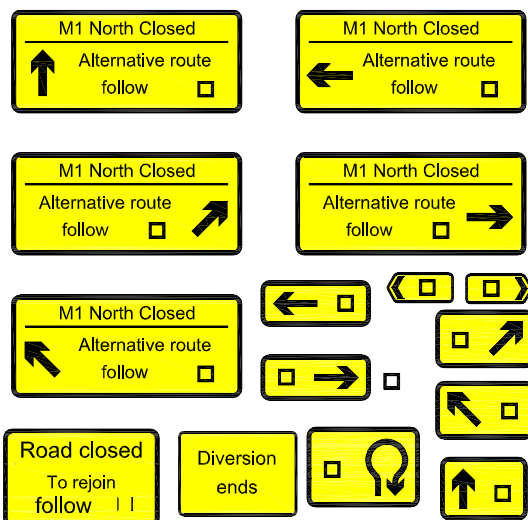 M1 North Closed
Alternative route
follow
M1 North Closed
Alternative route
follow
M1 North Closed
Alternative route
follow
M1 North Closed
Alternative route
follow
M1 North Closed
Alternative route
follow
Road closed
To rejoin
follow
Diversion
ends